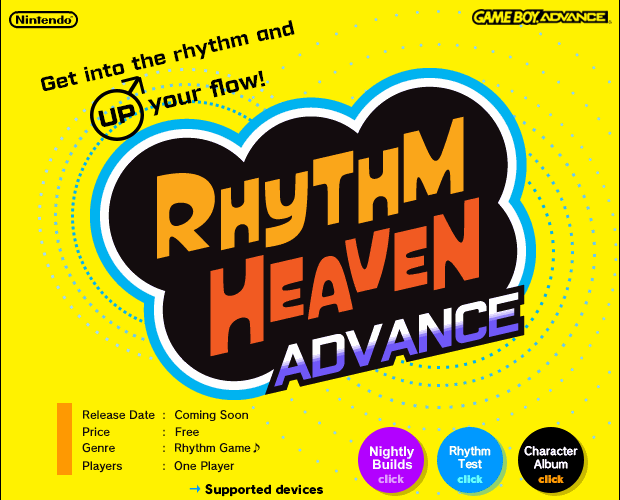 Nintendo
GAME BOY ADVANCE
Get into the rhythm and
UP your flow!
RHYTHM
HEAVEN
ADVANCE
Release Date : Coming Soon
Price : Free
Genre : Rhythm Game♪
Players : One Player
→ Supported devices
Nightly
Builds
click
Rhythm
Test
click
Character
Album
click